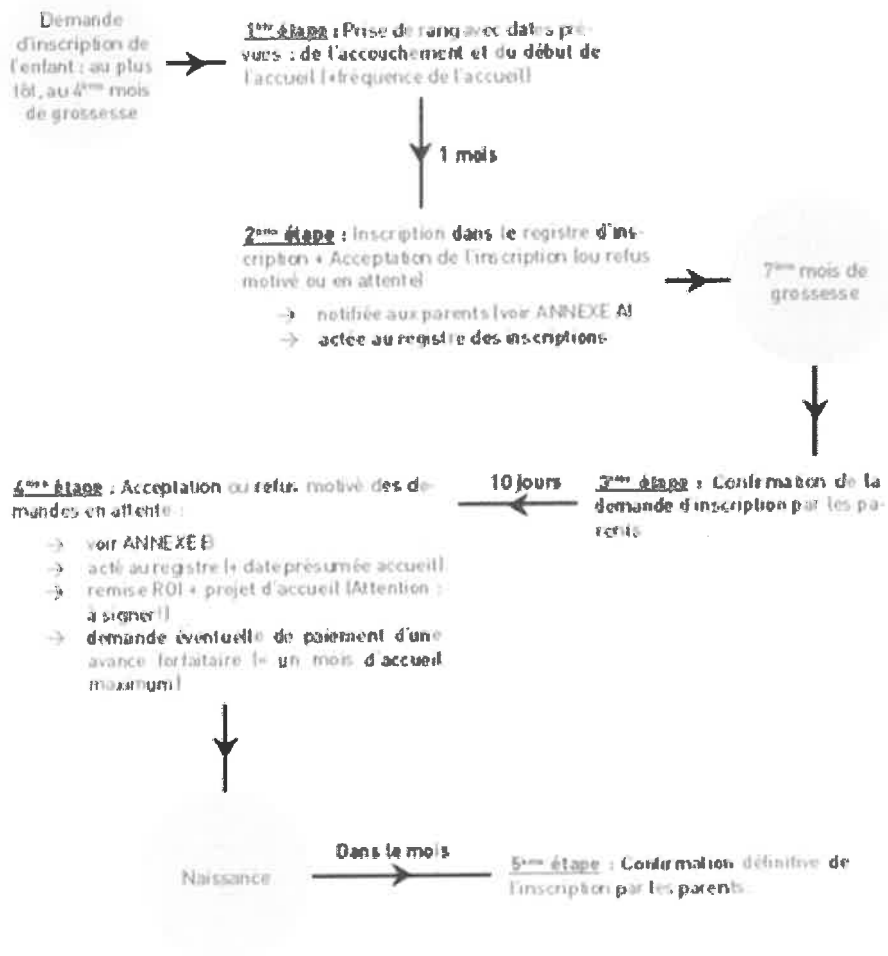 Demande
d'inscription de
l'enfant : au plus
tôt, au 4ème mois
de grossesse
1ère étape : Prise de rang avec dates pré-
vues : de l'accouchement et du début de
l'accueil (+fréquence de l'accueil)
1 mois
2ème étape : Inscription dans le registre d'ins-
cription + Acceptation de l'inscription (ou refus
motivé ou en attente)
→ notifiée aux parents (voir ANNEXE A)
→ actée au registre des inscriptions
7ème mois de
grossesse
3ème étape : Confirmation de la
demande d'inscription par les pa-
rents
10 jours
4ème étape : Acceptation ou refus motivé des de-
mandes en attente :
→ voir ANNEXE B
→ acté au registre (+ date présumée accueil)
→ remise ROI + projet d'accueil (Attention :
à signer !)
→ demande éventuelle de paiement d'une
avance forfaitaire (= un mois d'accueil
maximum)
Naissance
Dans le mois
5ème étape : Confirmation définitive de
l'inscription par les parents